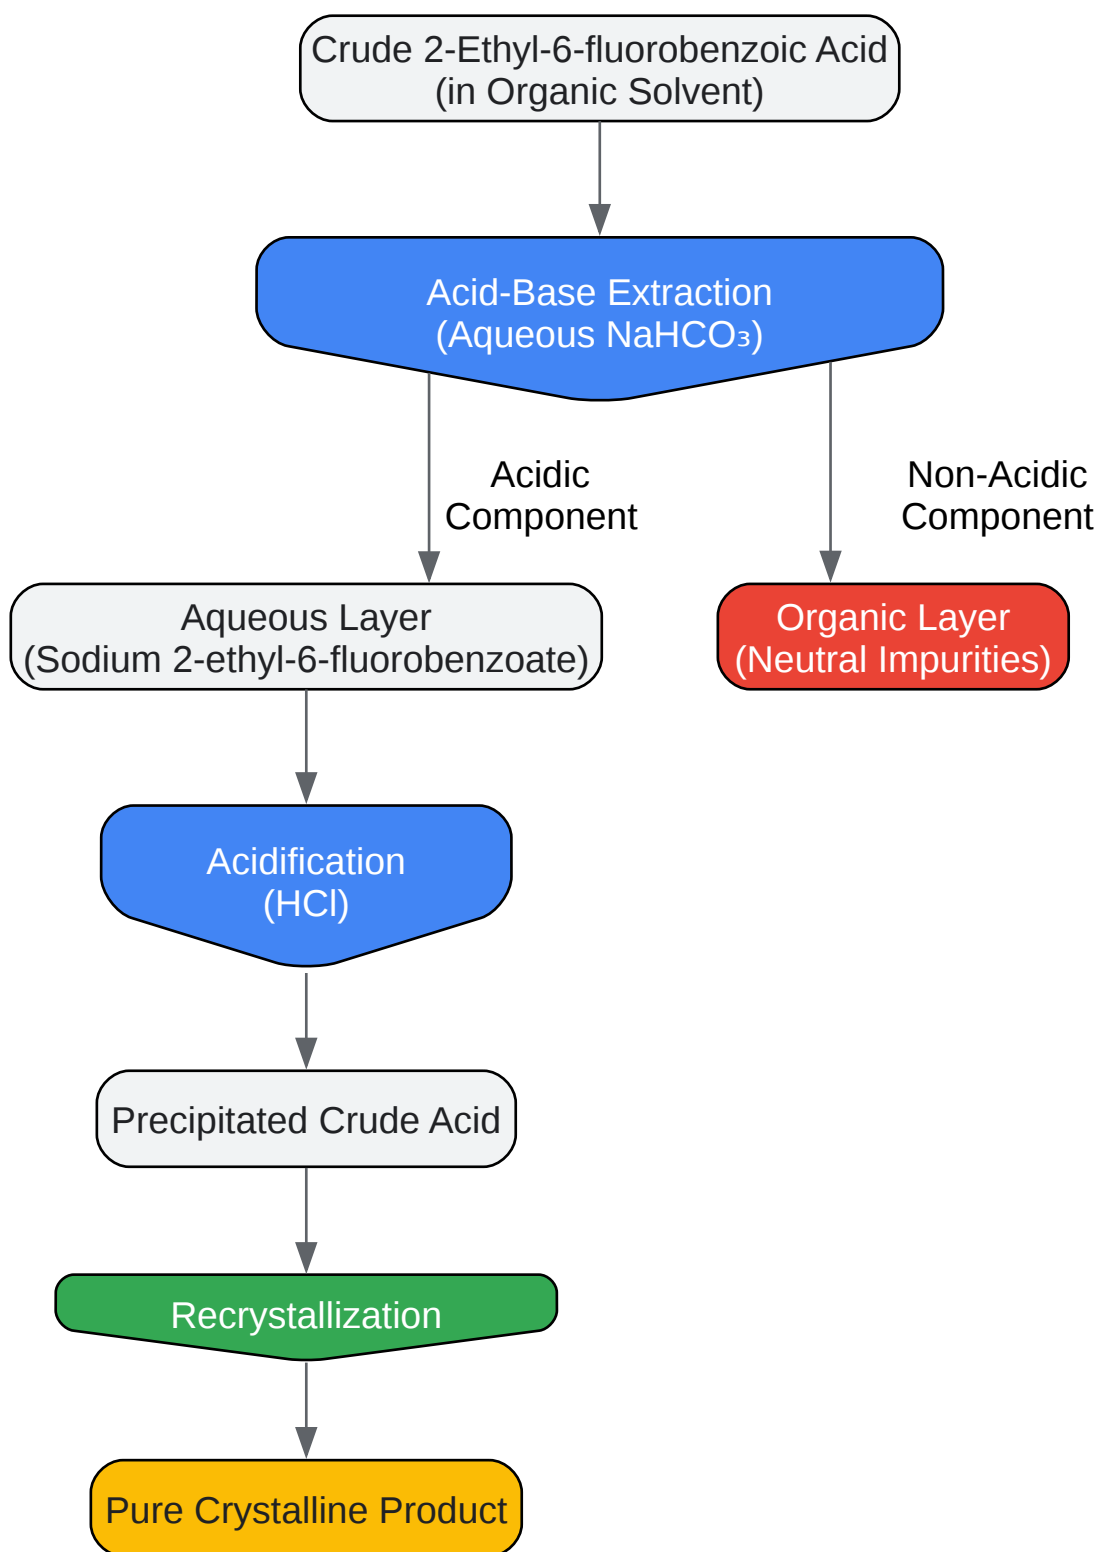 Crude 2-Ethyl-6-fluorobenzoic Acid
(in Organic Solvent)
Acid-Base Extraction
(Aqueous NaHCO₃)
Acidic
Component
Non-Acidic
Component
Aqueous Layer
(Sodium 2-ethyl-6-fluorobenzoate)
Organic Layer
(Neutral Impurities)
Acidification
(HCl)
Precipitated Crude Acid
Recrystallization
Pure Crystalline Product